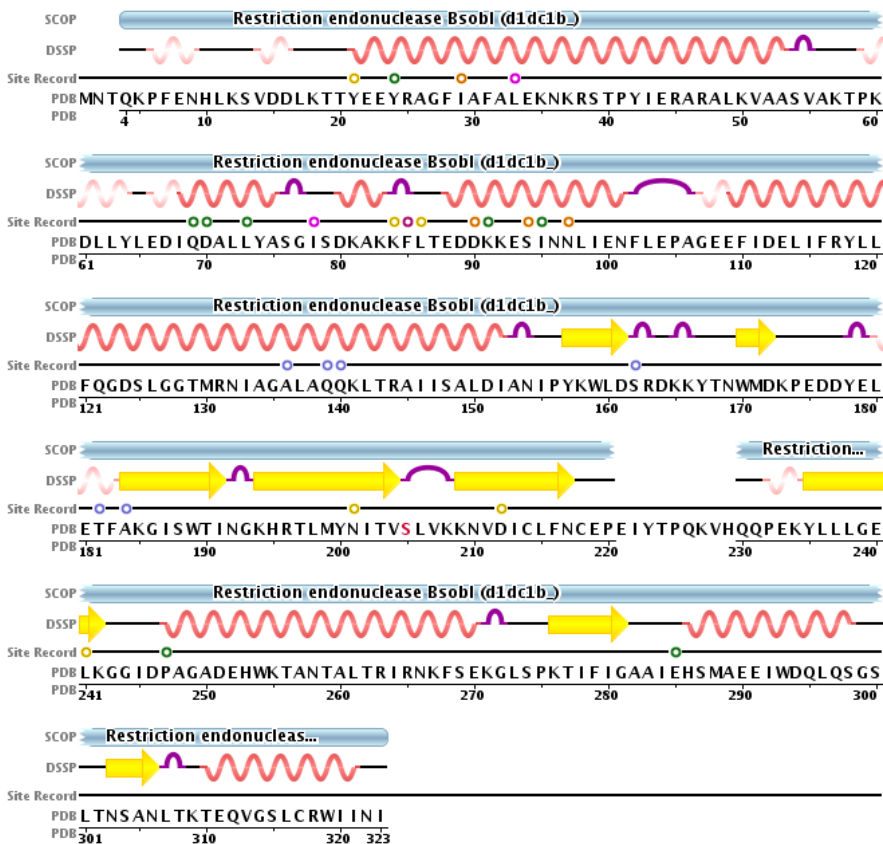 SCOP Restriction endonuclease BsobI (d1dc1b_)
DSSP
Site Record
PDB MNTQKPFENHLKSVDDLKTTYEEYRAGFIAFALEKNKRSTPYIERARALKVAASVAKTPK
PDB 4 10 20 30 40 50 60
SCOP Restriction endonuclease BsobI (d1dc1b_)
DSSP
Site Record
PDB DLLYLEDIQDALLYASGISDKAKKFLTEDDKKESINNLIENFLEPAGEEFIDELIFRYLL
PDB 61 70 80 90 100 110 120
SCOP Restriction endonuclease BsobI (d1dc1b_)
DSSP
Site Record
PDB FQGDSLGGTMRNIAGALAQQKLTRAIISALDIANIPYKWLDSRDKKYTNWMDKPEDDYEL
PDB 121 130 140 150 160 170 180
SCOP Restriction...
DSSP
Site Record
PDB ETFAKGISWTINGKHRTLMYNITVSLVKKNVDICLFNCEPEIYTPQKVHQQPEKYLLLGE
PDB 181 190 200 210 220 230 240
SCOP Restriction endonuclease BsobI (d1dc1b_)
DSSP
Site Record
PDB LKGGIDPAGADEHWKTANTALTRIRNKFSEKGLSPKTIFIGAAIEHSMAEEIWDQLQSGS
PDB 241 250 260 270 280 290 300
SCOP Restriction endonucleas...
DSSP
Site Record
PDB LTNSANLTKTEQVGSLCRWIINI
PDB 301 310 320 323